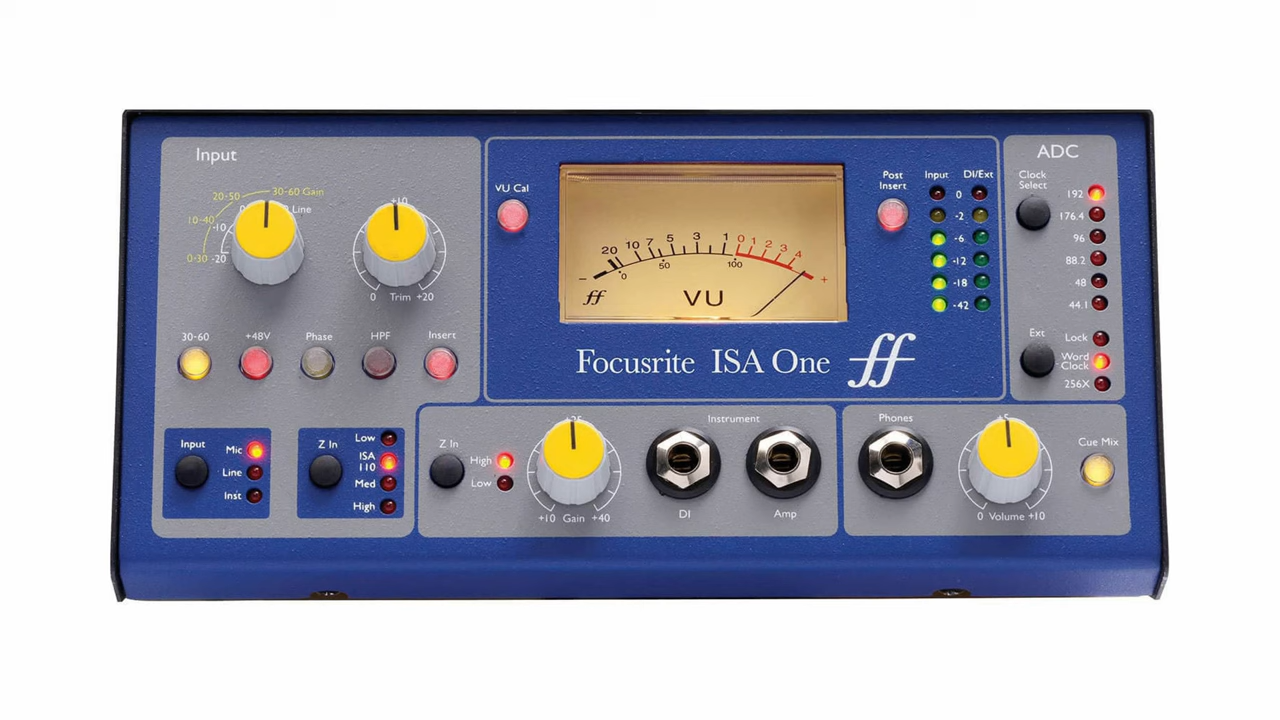 Input
20-50
30-60 Gain
10-40
0
Line
-10
0-30
-20
+10
0 Trim +20
30-60
+48V
Phase
HPF
Insert
Input
Mic
Line
Inst
Z In
Low
ISA
110
Med
High
VU Cal
20 10 7 5 3 1 0 1 2 3 4
- 0 50 100 +
ff
VU
Post
Insert
Input DI/Ext
0
-2
-6
-12
-18
-42
Focusrite ISA One ff
ADC
Clock
Select
192
176.4
96
88.2
48
44.1
Ext
Lock
Word
Clock
256X
Z In
High
Low
+25
+10 Gain +40
Instrument
DI
Amp
Phones
+5
0 Volume +10
Cue Mix